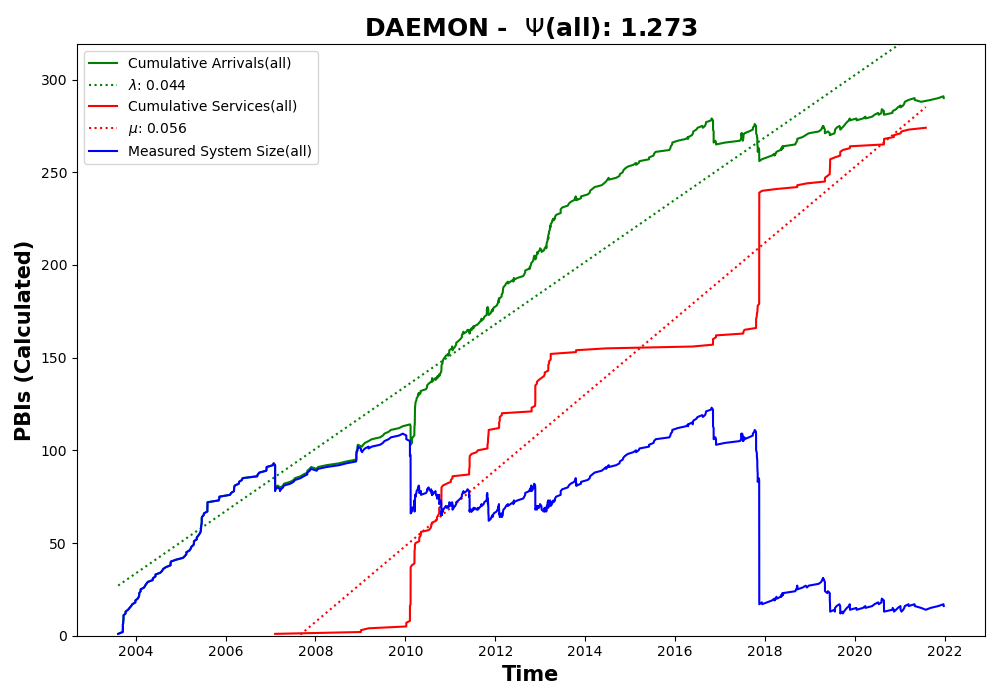 DAEMON - Ψ(all): 1.273
Cumulative Arrivals(all)
λ: 0.044
Cumulative Services(all)
μ: 0.056
Measured System Size(all)
PBIs (Calculated)
300
250
200
150
100
50
0
2004 2006 2008 2010 2012 2014 2016 2018 2020 2022
Time